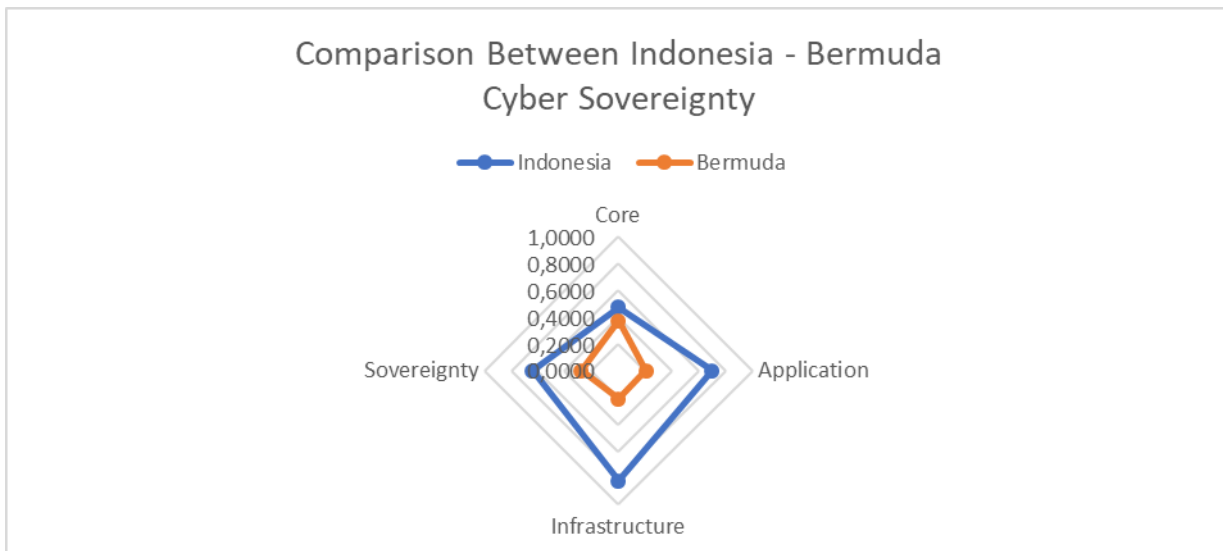 Comparison Between Indonesia - Bermuda
Cyber Sovereignty
Indonesia
Bermuda
Core
1,0000
0,8000
0,6000
0,4000
0,2000
0,0000
Sovereignty
Application
Infrastructure